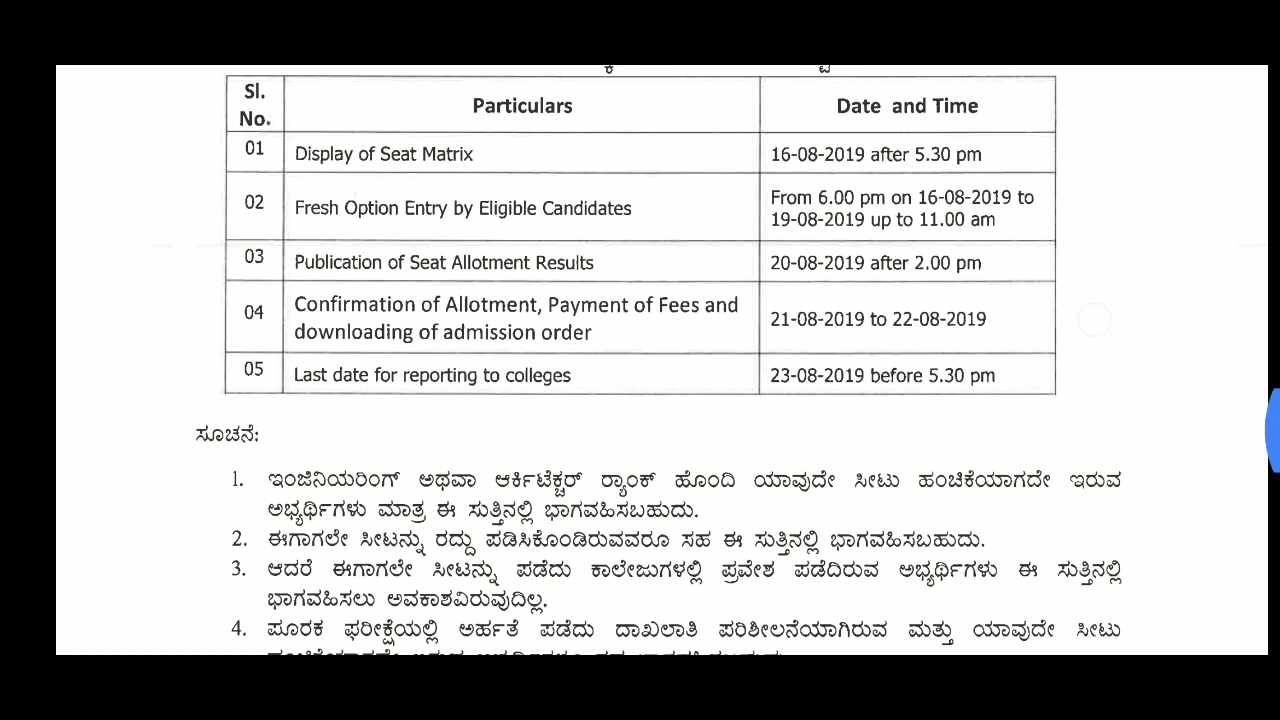 Sl.
No.
Particulars
Date and Time
01
Display of Seat Matrix
16-08-2019 after 5.30 pm
02
Fresh Option Entry by Eligible Candidates
From 6.00 pm on 16-08-2019 to
19-08-2019 up to 11.00 am
03
Publication of Seat Allotment Results
20-08-2019 after 2.00 pm
04
Confirmation of Allotment, Payment of Fees and
downloading of admission order
21-08-2019 to 22-08-2019
05
Last date for reporting to colleges
23-08-2019 before 5.30 pm
ಸೂಚನೆ:
1. ಇಂಜಿನಿಯರಿಂಗ್ ಅಥವಾ ಆರ್ಕಿಟೆಕ್ಚರ್ ರ‍್ಯಾಂಕ್ ಹೊಂದಿ ಯಾವುದೇ ಸೀಟು ಹಂಚಿಕೆಯಾಗದೇ ಇರುವ
ಅಭ್ಯರ್ಥಿಗಳು ಮಾತ್ರ ಈ ಸುತ್ತಿನಲ್ಲಿ ಭಾಗವಹಿಸಬಹುದು.
2. ಈಗಾಗಲೇ ಸೀಟನ್ನು ರದ್ದು ಪಡಿಸಿಕೊಂಡಿರುವವರೂ ಸಹ ಈ ಸುತ್ತಿನಲ್ಲಿ ಭಾಗವಹಿಸಬಹುದು.
3. ಆದರೆ ಈಗಾಗಲೇ ಸೀಟನ್ನು ಪಡೆದು ಕಾಲೇಜುಗಳಲ್ಲಿ ಪ್ರವೇಶ ಪಡೆದಿರುವ ಅಭ್ಯರ್ಥಿಗಳು ಈ ಸುತ್ತಿನಲ್ಲಿ
ಭಾಗವಹಿಸಲು ಅವಕಾಶವಿರುವುದಿಲ್ಲ.
4. ಪೂರಕ ಫರೀಕ್ಷೆಯಲ್ಲಿ ಅರ್ಹತೆ ಪಡೆದು ದಾಖಲಾತಿ ಪರಿಶೀಲನೆಯಾಗಿರುವ ಮತ್ತು ಯಾವುದೇ ಸೀಟು